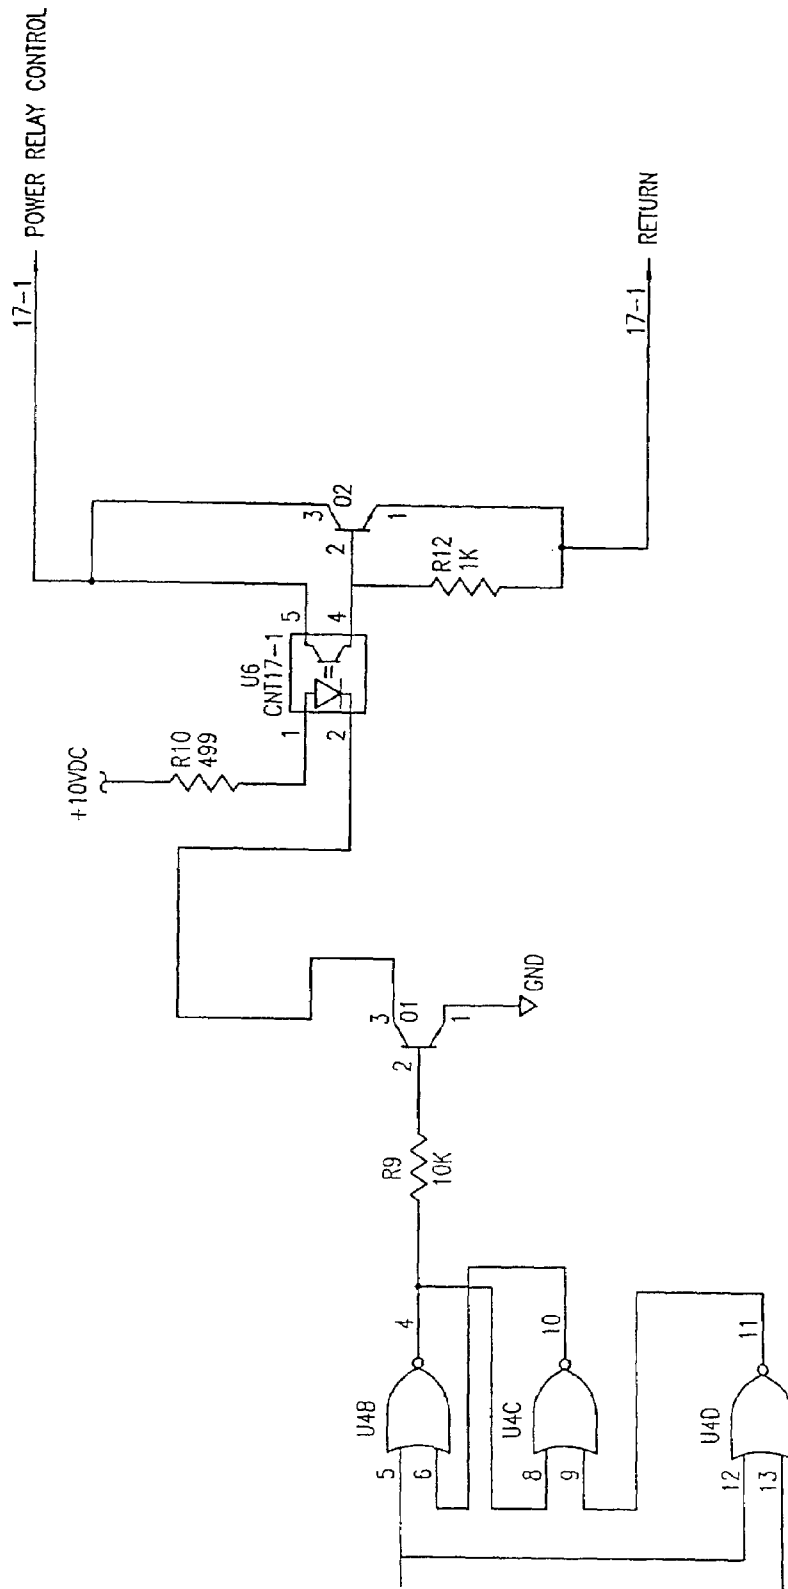 POWER RELAY CONTROL
17-1
RETURN
17-1
3
O2
2
1
R12
1K
5
4
U6
CNT17-1
1
2
R10
499
+10VDC
3
O1
2
1
GND
R9
10K
4
U4B
5
6
10
U4C
8
9
11
U4D
12
13